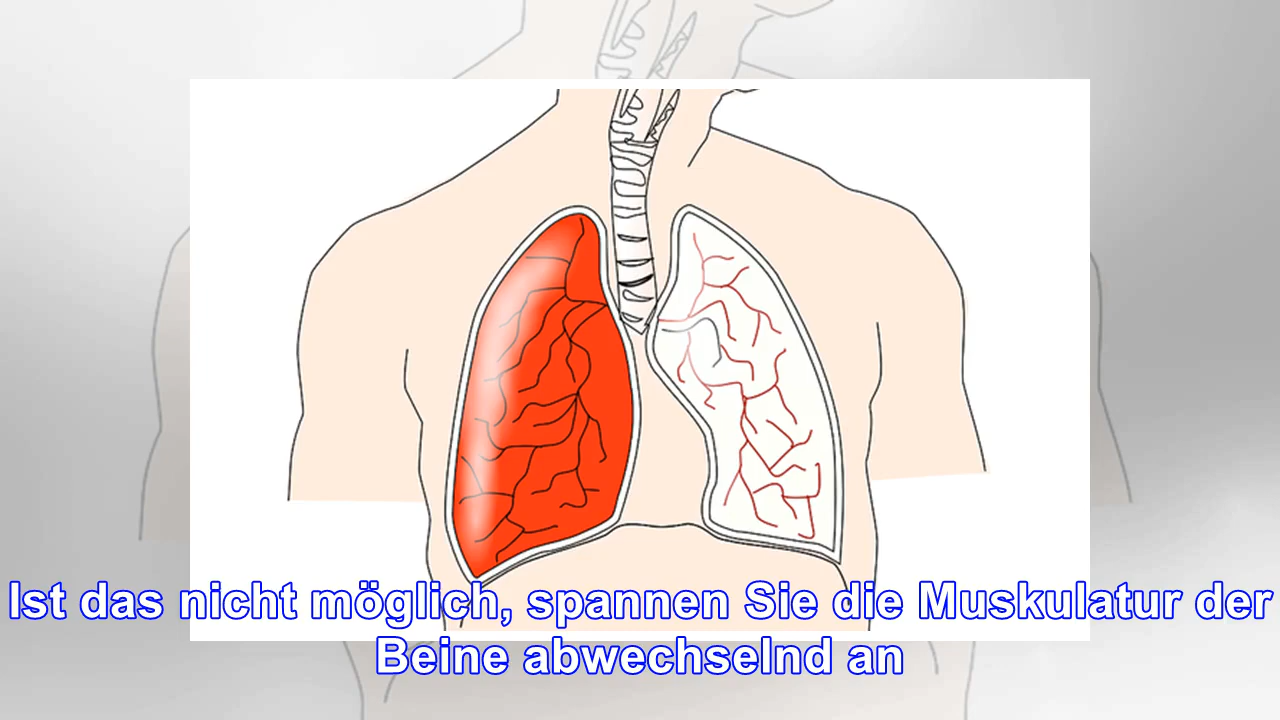 Ist das nicht möglich, spannen Sie die Muskulatur der
Beine abwechselnd an